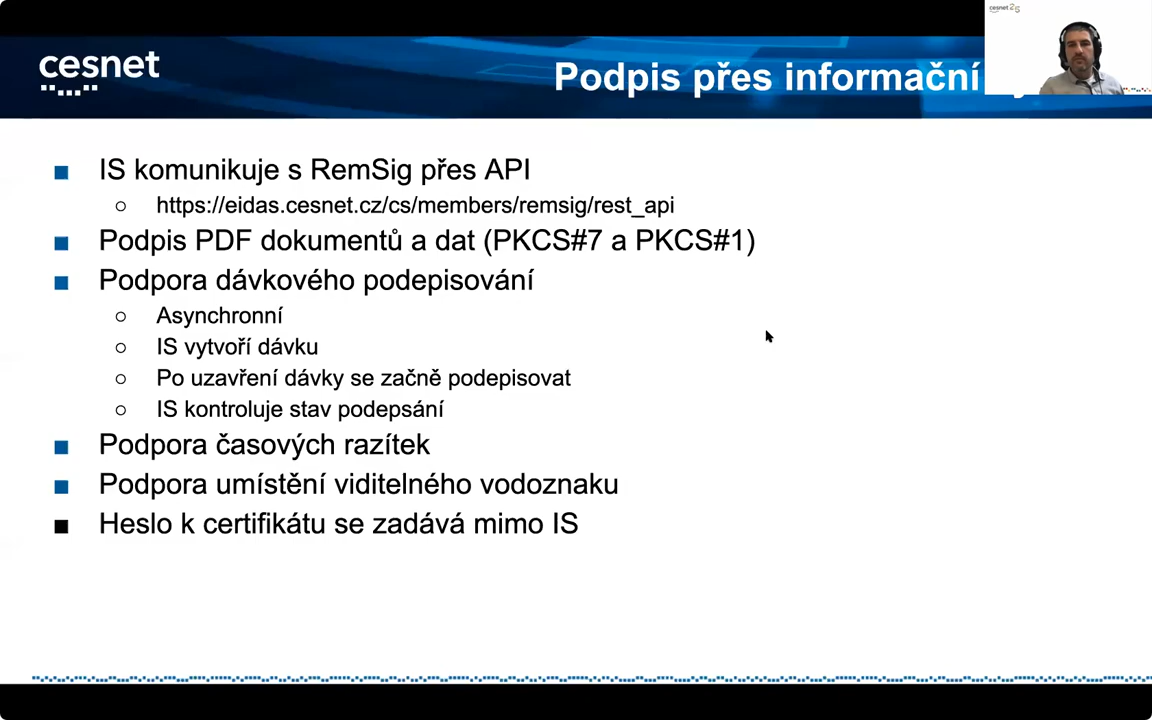 cesnet
Podpis přes informační
IS komunikuje s RemSig přes API
https://eidas.cesnet.cz/cs/members/remsig/rest_api
Podpis PDF dokumentů a dat (PKCS#7 a PKCS#1)
Podpora dávkového podepisování
Asynchronní
IS vytvoří dávku
Po uzavření dávky se začně podepisovat
IS kontroluje stav podepsání
Podpora časových razítek
Podpora umístění viditelného vodoznaku
Heslo k certifikátu se zadává mimo IS